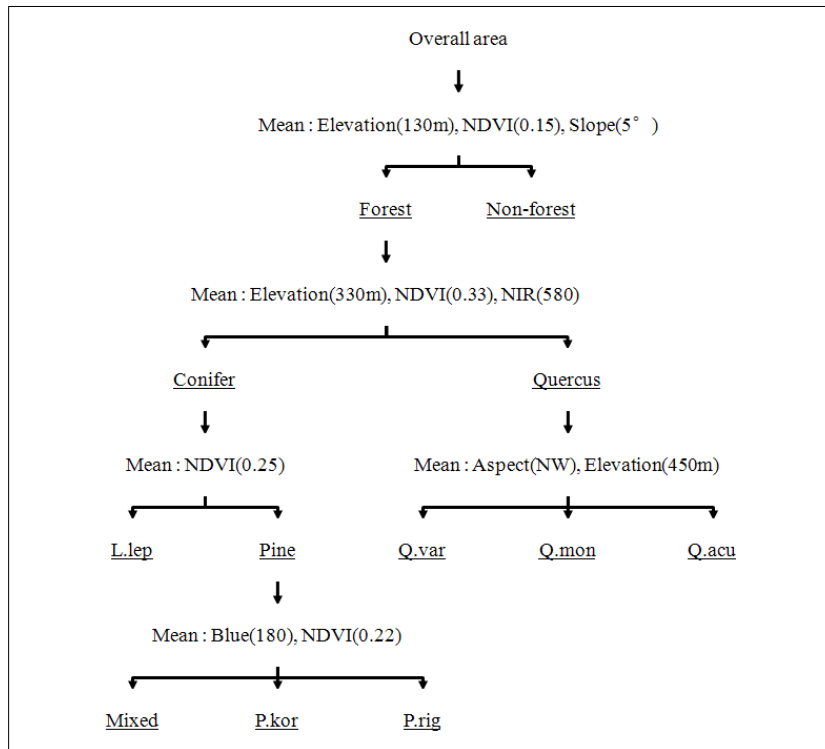 Overall area
Mean : Elevation(130m), NDVI(0.15), Slope(5° )
Forest Non-forest
Mean : Elevation(330m), NDVI(0.33), NIR(580)
Conifer Quercus
Mean : NDVI(0.25) Mean : Aspect(NW), Elevation(450m)
L.lep Pine Q.var Q.mon Q.acu
Mean : Blue(180), NDVI(0.22)
Mixed P.kor P.rig